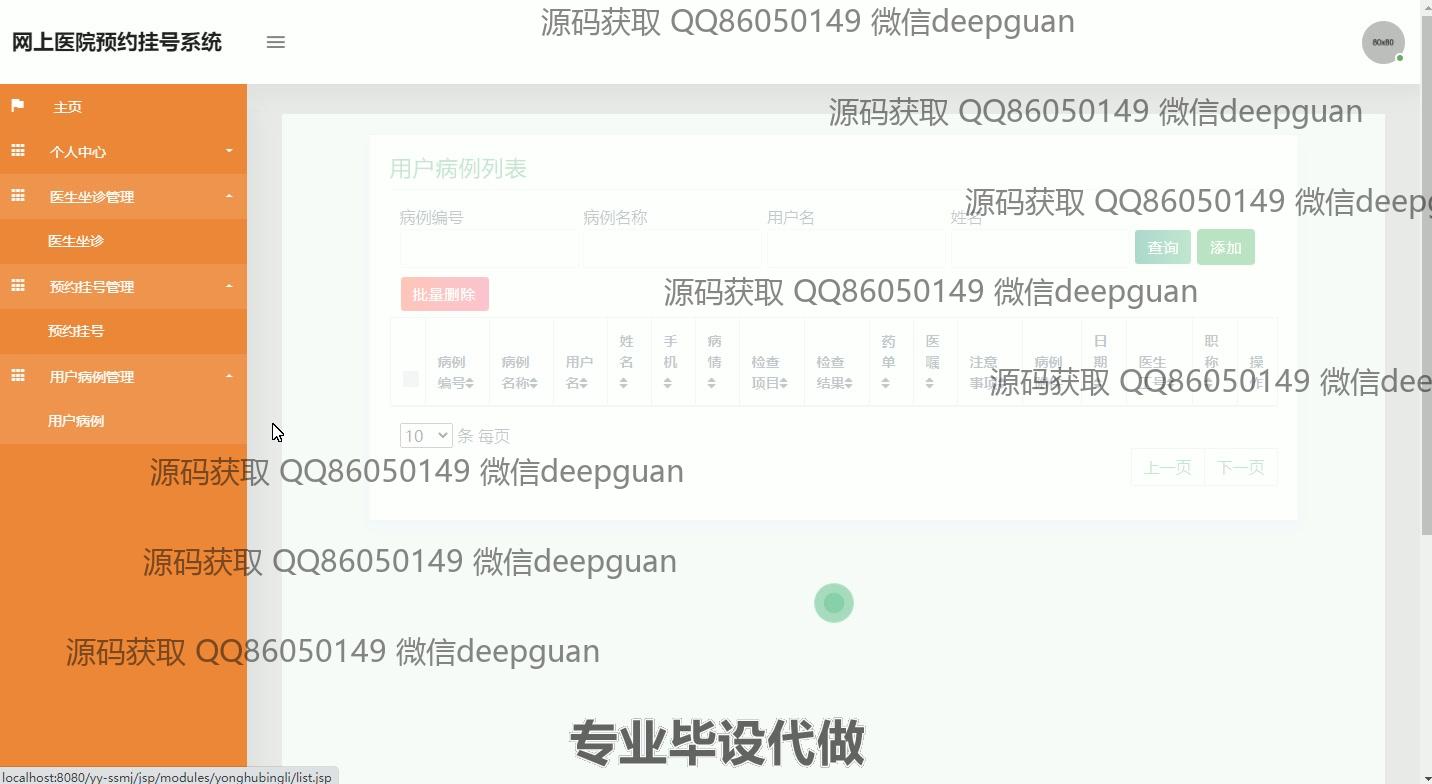 源码获取 QQ86050149 微信deepguan
网上医院预约挂号系统
80x80
主页
源码获取 QQ86050149 微信deepguan
个人中心
用户病例列表
医生坐诊管理
源码获取 QQ86050149 微信deepg
病例编号 病例名称 用户名 姓名
医生坐诊
查询 添加
预约挂号管理
批量删除
源码获取 QQ86050149 微信deepguan
预约挂号
病例编号 病例名称 用户名 姓名 手机 病情 检查项目 检查结果 药单 医嘱 注意事项 病例 日期 医生 职称 操作
用户病例管理
源码获取 QQ86050149 微信deepgua
用户病例
10 条 每页
源码获取 QQ86050149 微信deepguan
上一页 下一页
源码获取 QQ86050149 微信deepguan
源码获取 QQ86050149 微信deepguan
专业毕设代做
localhost:8080/yy-ssmj/jsp/modules/yonghubingli/list.jsp